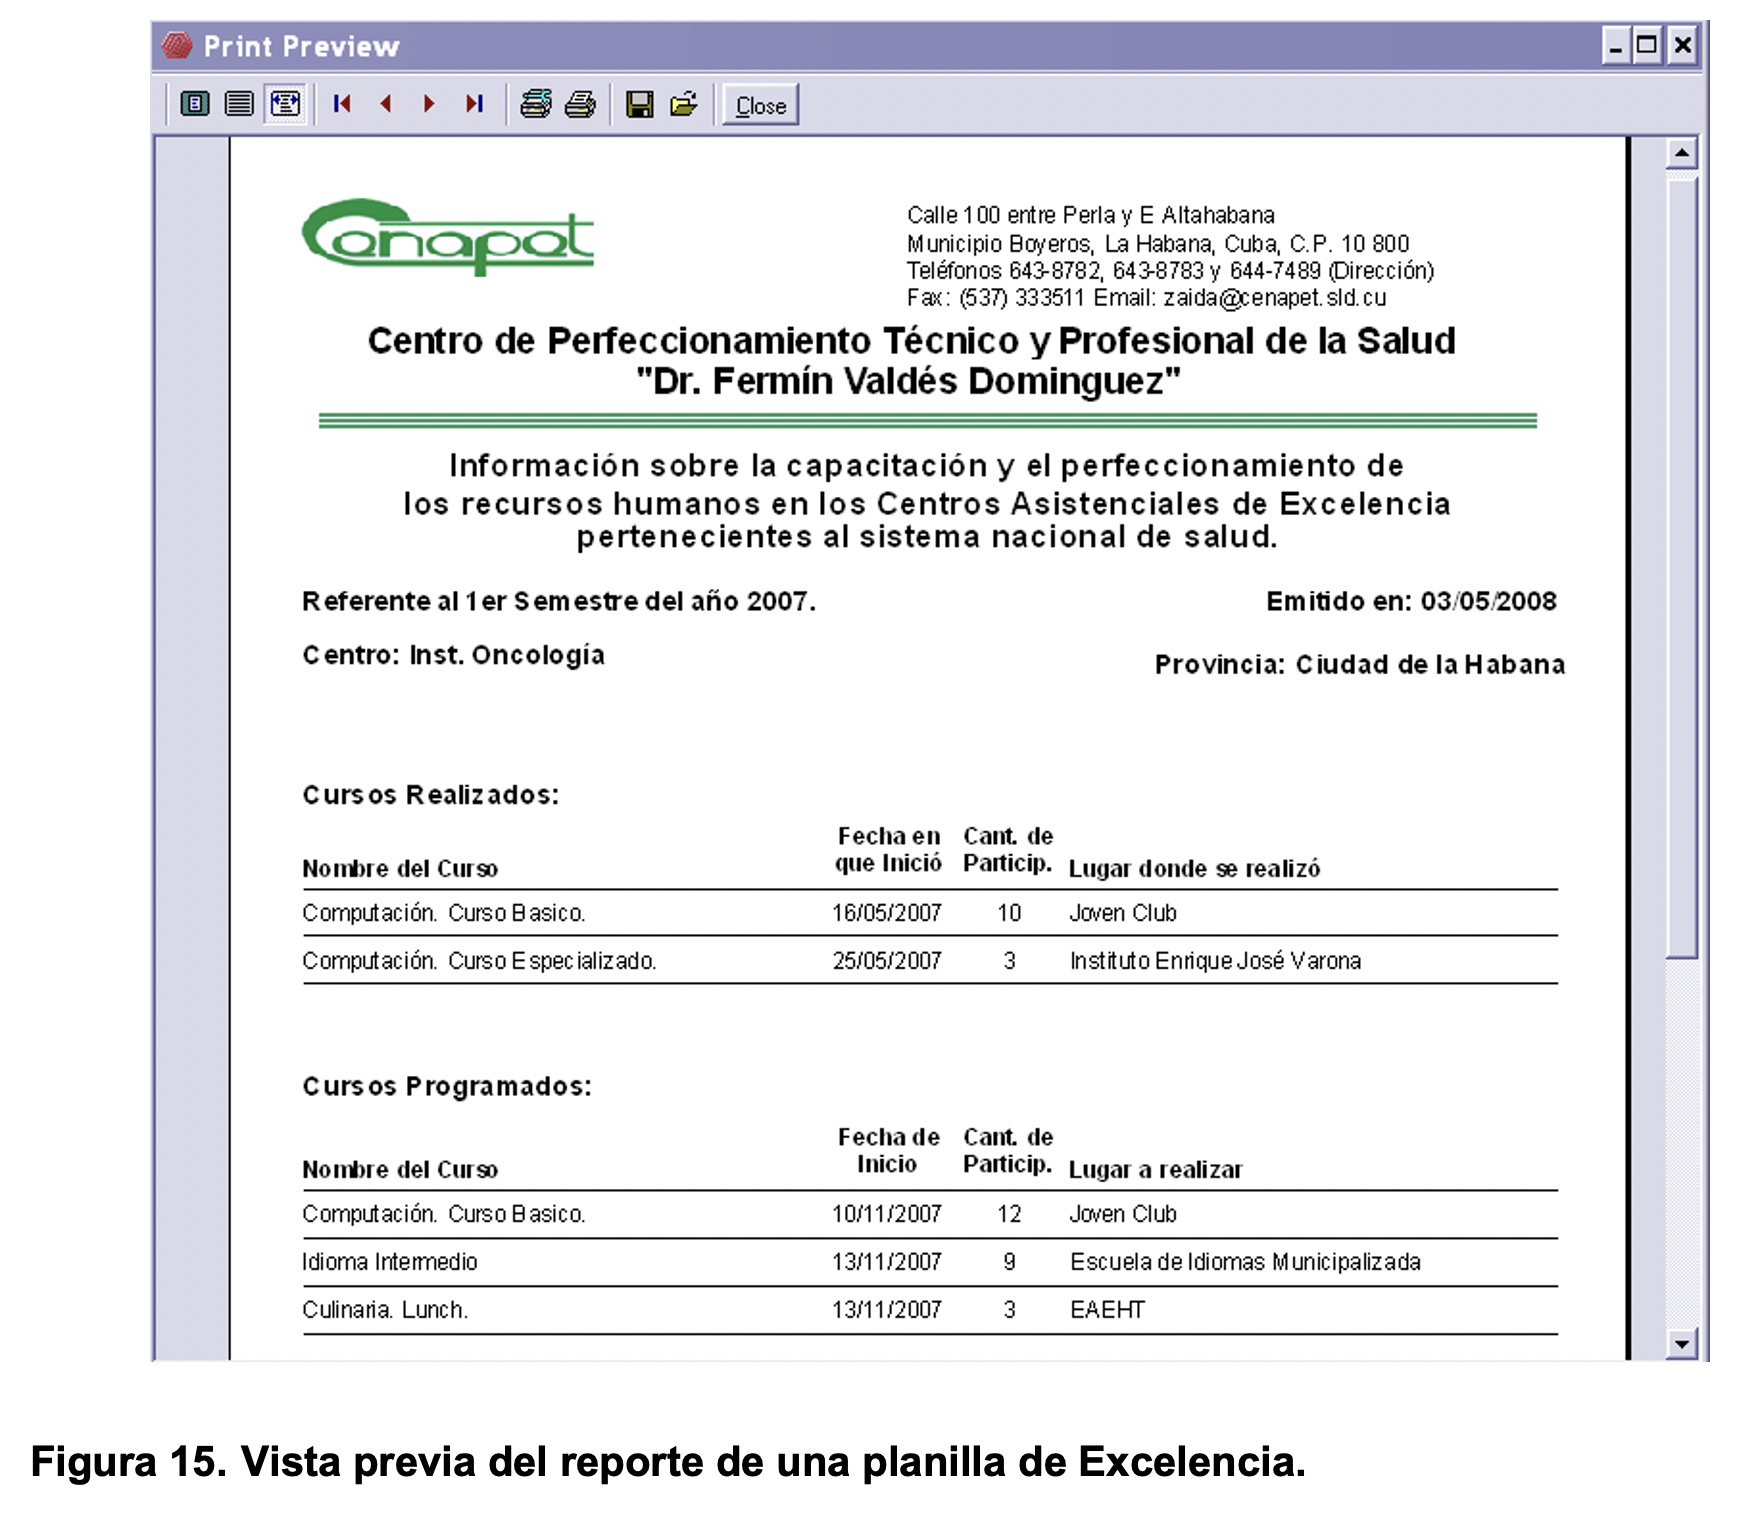 Print Preview
Close
Cenapet
Calle 100 entre Perla y E Altahabana
Municipio Boyeros, La Habana, Cuba, C.P. 10 800
Teléfonos 643-8782, 643-8783 y 644-7489 (Dirección)
Fax: (537) 333511 Email: zaida@cenapet.sld.cu
Centro de Perfeccionamiento Técnico y Profesional de la Salud
"Dr. Fermín Valdés Dominguez"
Información sobre la capacitación y el perfeccionamiento de
los recursos humanos en los Centros Asistenciales de Excelencia
pertenecientes al sistema nacional de salud.
Referente al 1er Semestre del año 2007. Emitido en: 03/05/2008
Centro: Inst. Oncología Provincia: Ciudad de la Habana
Cursos Realizados:
Fecha en Cant. de
Nombre del Curso que Inició Particip. Lugar donde se realizó
Computación. Curso Basico. 16/05/2007 10 Joven Club
Computación. Curso Especializado. 25/05/2007 3 Instituto Enrique José Varona
Cursos Programados:
Fecha de Cant. de
Nombre del Curso Inicio Particip. Lugar a realizar
Computación. Curso Basico. 10/11/2007 12 Joven Club
Idioma Intermedio 13/11/2007 9 Escuela de Idiomas Municipalizada
Culinaria. Lunch. 13/11/2007 3 EAEHT
Figura 15. Vista previa del reporte de una planilla de Excelencia.